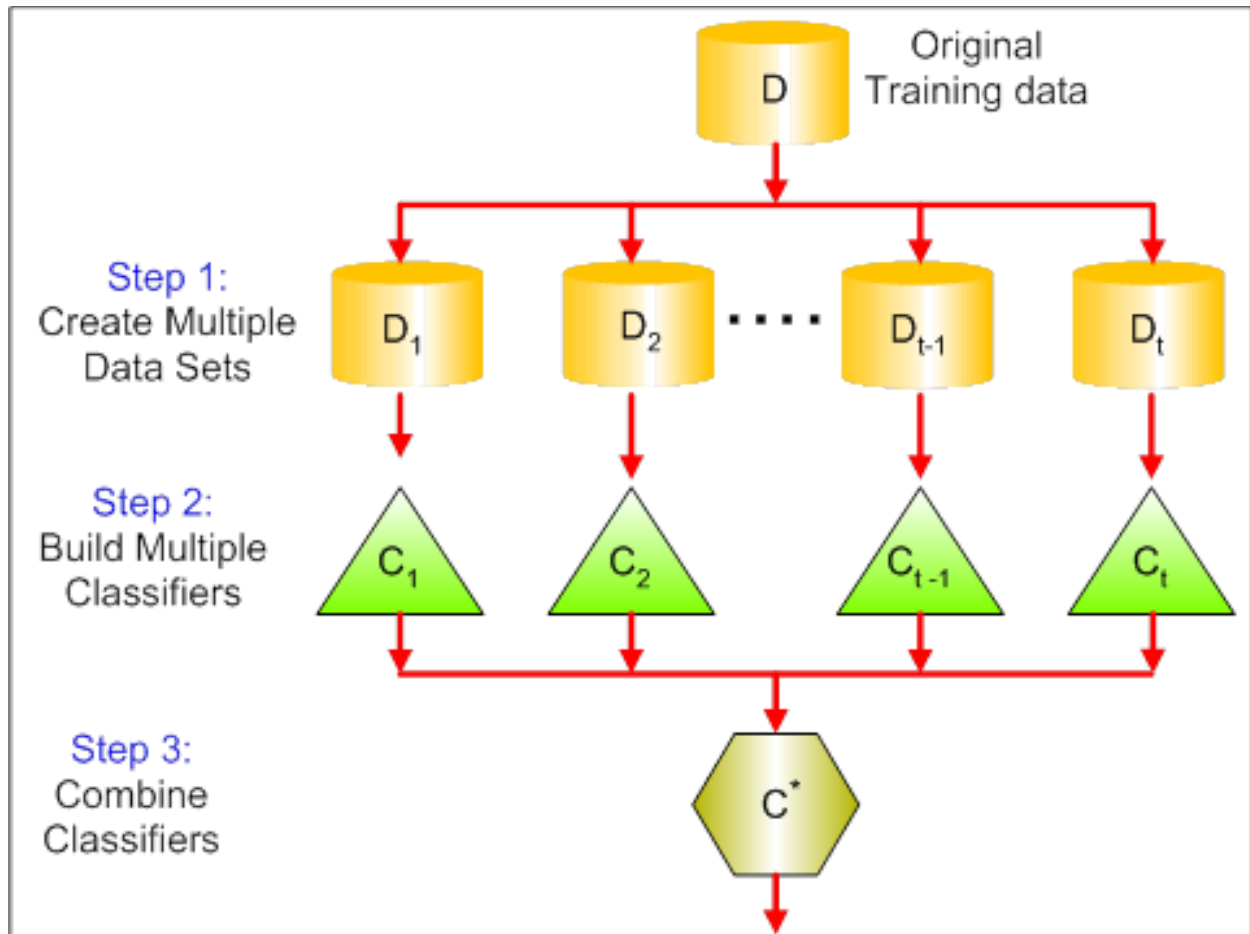 D
Original
Training data
Step 1:
Create Multiple
Data Sets
D₁
D₂
....
Dₜ₋₁
Dₜ
Step 2:
Build Multiple
Classifiers
C₁
C₂
Cₜ ₋₁
Cₜ
Step 3:
Combine
Classifiers
C*